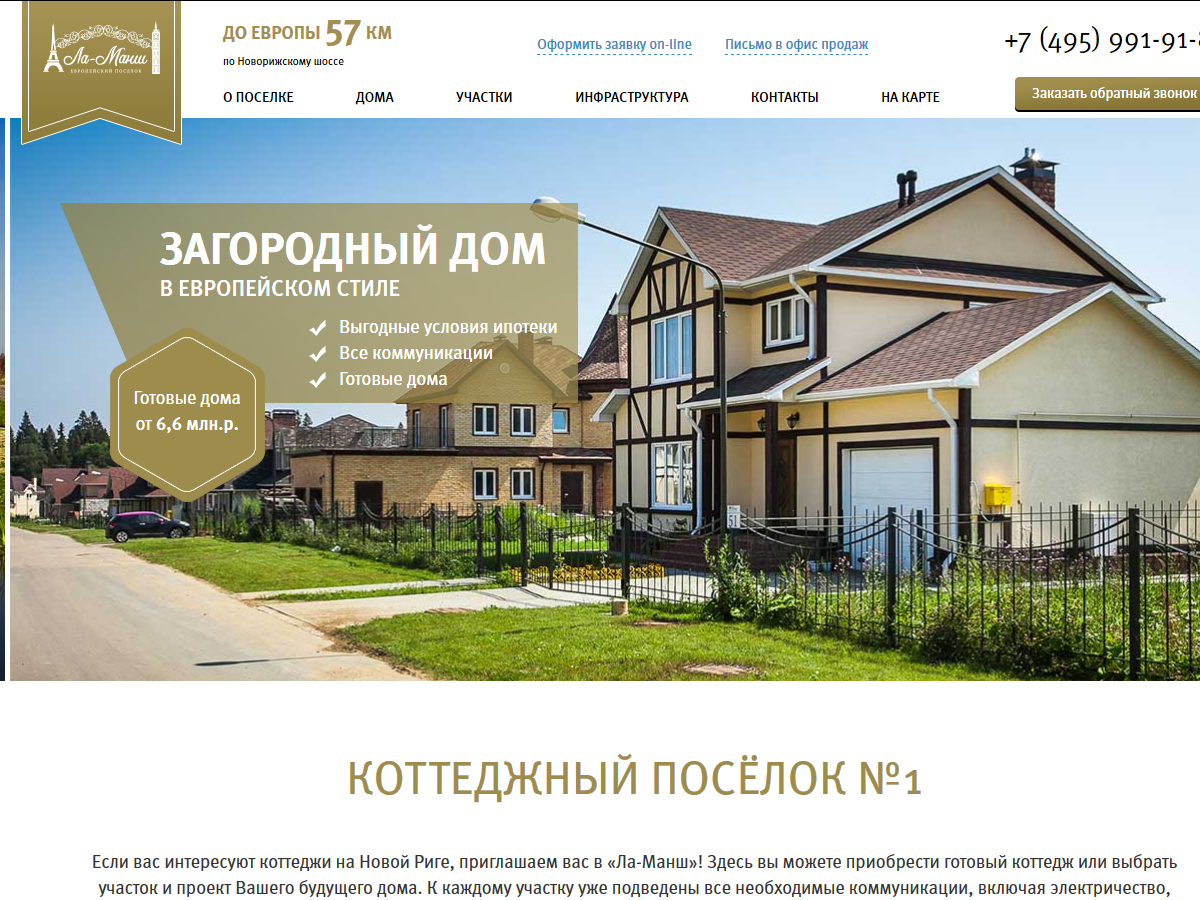 Ла-Манш
ЕВРОПЕЙСКИЙ ПОСЕЛОК
ДО ЕВРОПЫ 57 КМ
по Новорижскому шоссе
Оформить заявку on-line
Письмо в офис продаж
+7 (495) 991-91-
О ПОСЕЛКЕ
ДОМА
УЧАСТКИ
ИНФРАСТРУКТУРА
КОНТАКТЫ
НА КАРТЕ
Заказать обратный звонок
ЗАГОРОДНЫЙ ДОМ
В ЕВРОПЕЙСКОМ СТИЛЕ
Выгодные условия ипотеки
Все коммуникации
Готовые дома
Готовые дома
от 6,6 млн.р.
51
КОТТЕДЖНЫЙ ПОСЁЛОК №1
Если вас интересуют коттеджи на Новой Риге, приглашаем вас в «Ла-Манш»! Здесь вы можете приобрести готовый коттедж или выбрать
участок и проект Вашего будущего дома. К каждому участку уже подведены все необходимые коммуникации, включая электричество,